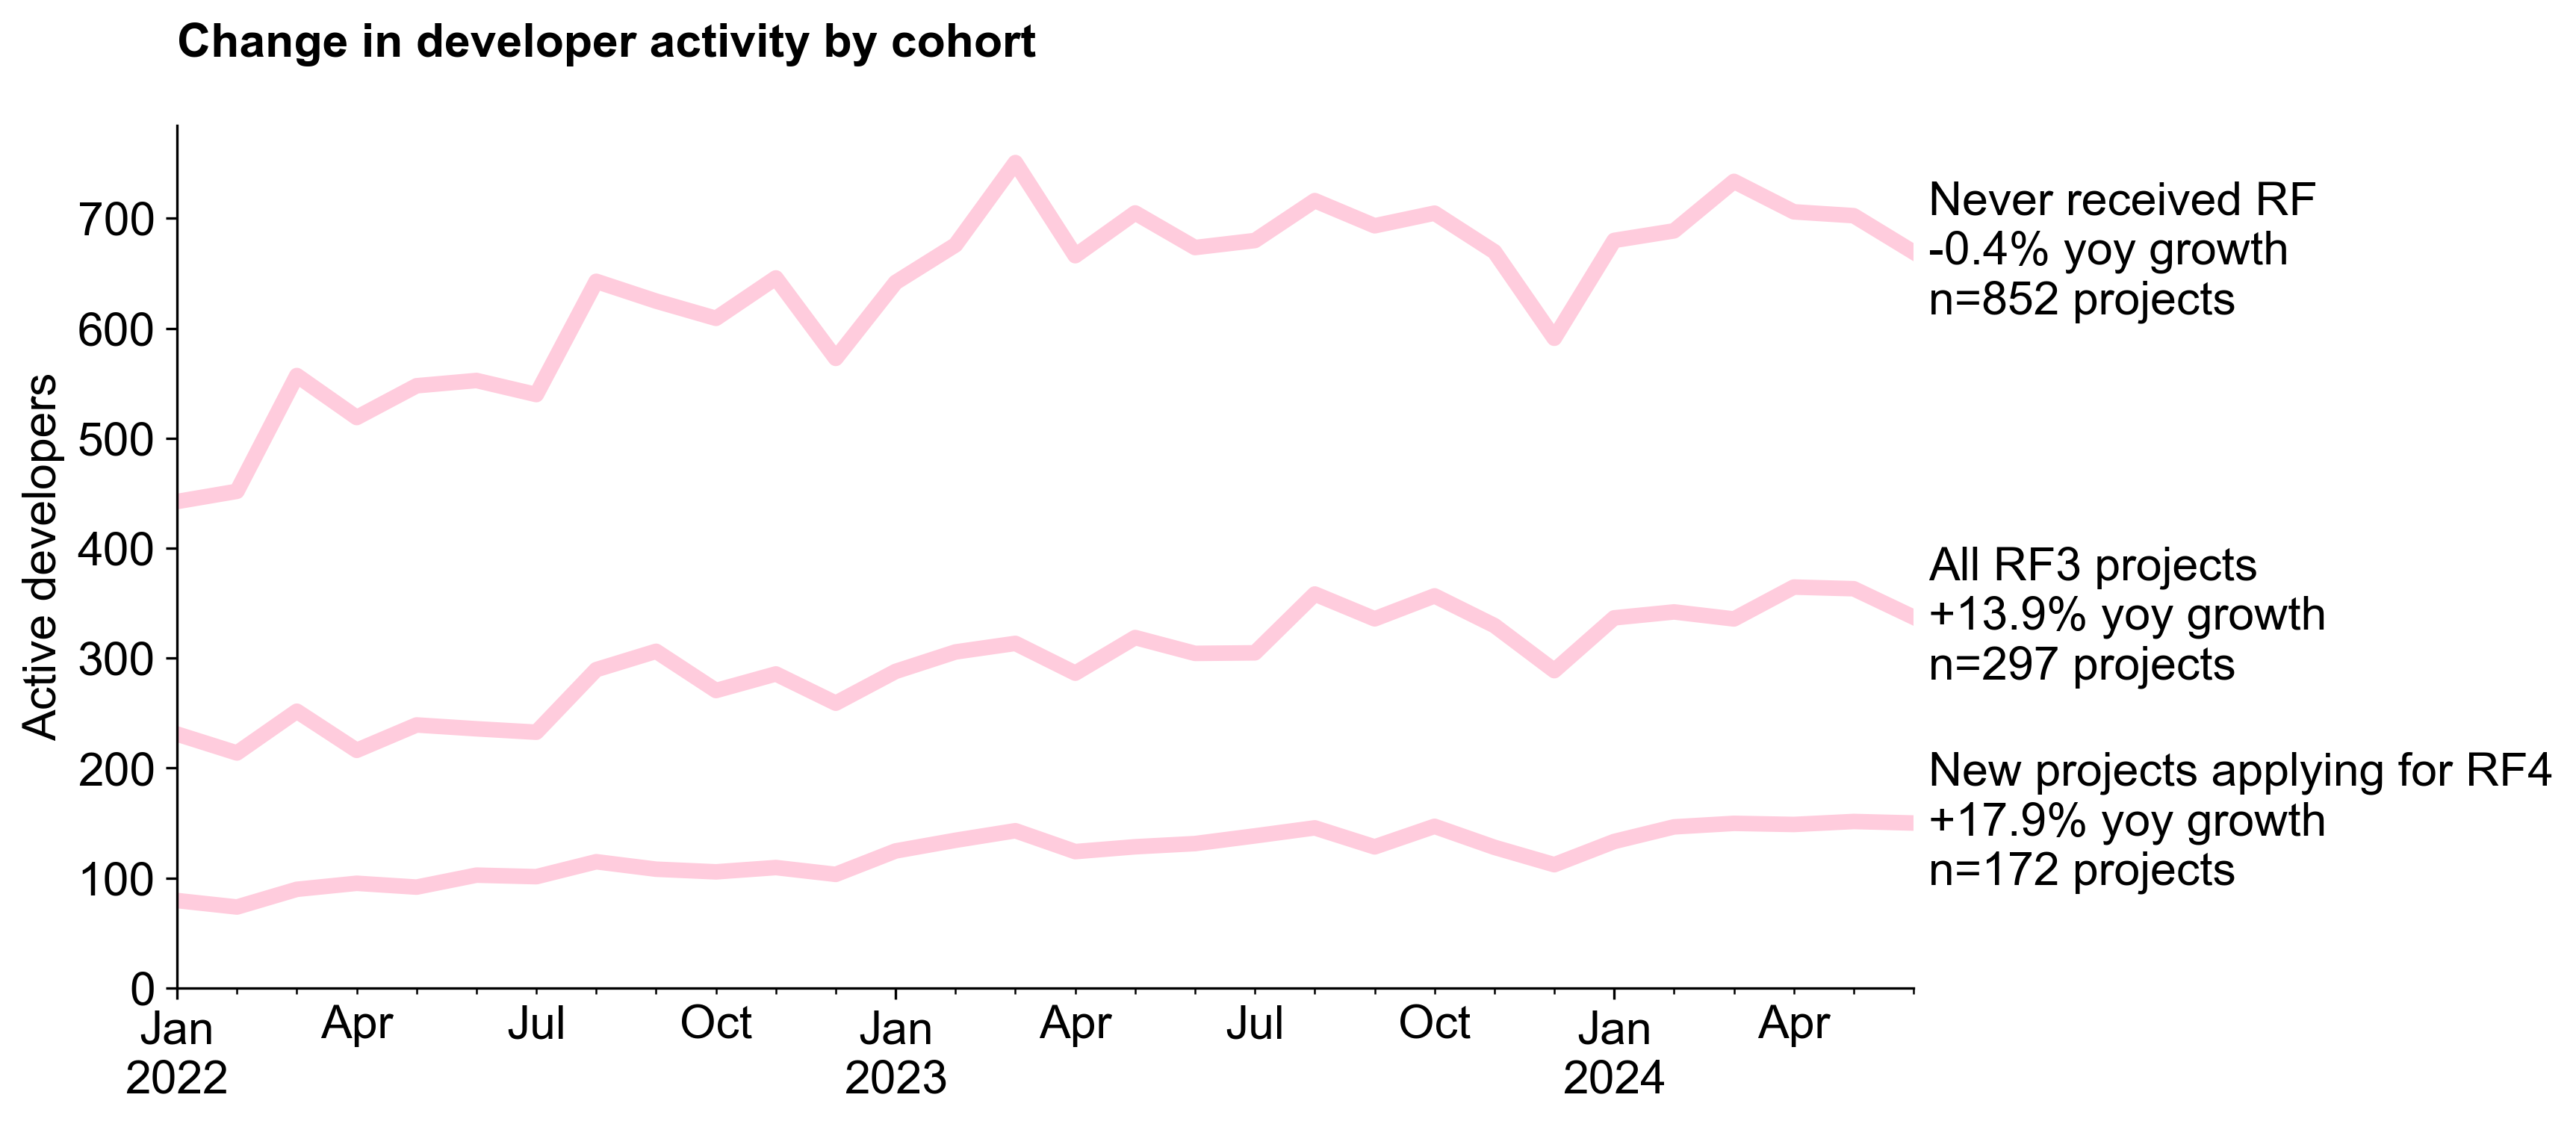 Change in developer activity by cohort
Active developers
700
600
500
400
300
200
100
0
Jan
2022
Apr
Jul
Oct
Jan
2023
Apr
Jul
Oct
Jan
2024
Apr
Never received RF
-0.4% yoy growth
n=852 projects
All RF3 projects
+13.9% yoy growth
n=297 projects
New projects applying for RF4
+17.9% yoy growth
n=172 projects